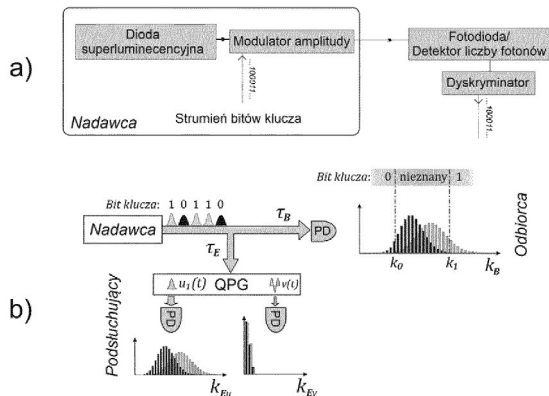 a)
Dioda
superluminecencyjna
Modulator amplitudy
Fotodioda/
Detektor liczby fotonów
Dyskryminator
...100011...
...100011...
Strumień bitów klucza
Nadawca
b)
Bit klucza: 1 0 1 1 0
Nadawca
τB
PD
τE
u₁(t) QPG v(t)
PD
PD
Podsłuchujący
kEu
kEv
Bit klucza: 0 nieznany 1
k0
k1
kB
Odbiorca